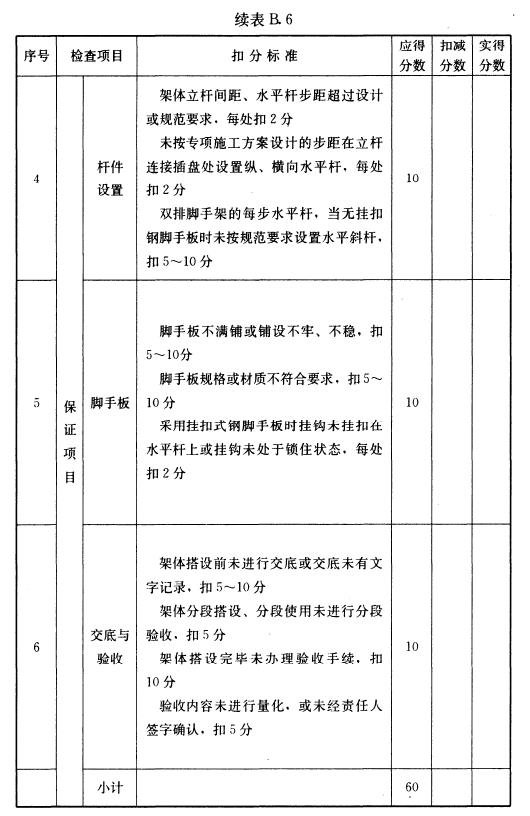 续表 B.6
序号 检查项目 扣分标准 应得分数 扣减分数 实得分数
保证项目
4 杆件设置 10
架体立杆间距、水平杆步距超过设计
或规范要求，每处扣 2 分
未按专项施工方案设计的步距在立杆
连接插盘处设置纵、横向水平杆，每处
扣 2 分
双排脚手架的每步水平杆，当无挂扣
钢脚手板时未按规范要求设置水平斜杆，
扣 5～10 分
5 脚手板 10
脚手板不满铺或铺设不牢、不稳，扣
5～10分
脚手板规格或材质不符合要求，扣 5～
10 分
采用挂扣式钢脚手板时挂钩未挂扣在
水平杆上或挂钩未处于锁住状态，每处
扣 2 分
6 交底与验收 10
架体搭设前未进行交底或交底未有文
字记录，扣 5～10 分
架体分段搭设、分段使用未进行分段
验收，扣 5 分
架体搭设完毕未办理验收手续，扣
10 分
验收内容未进行量化，或未经责任人
签字确认，扣 5 分
小计 60